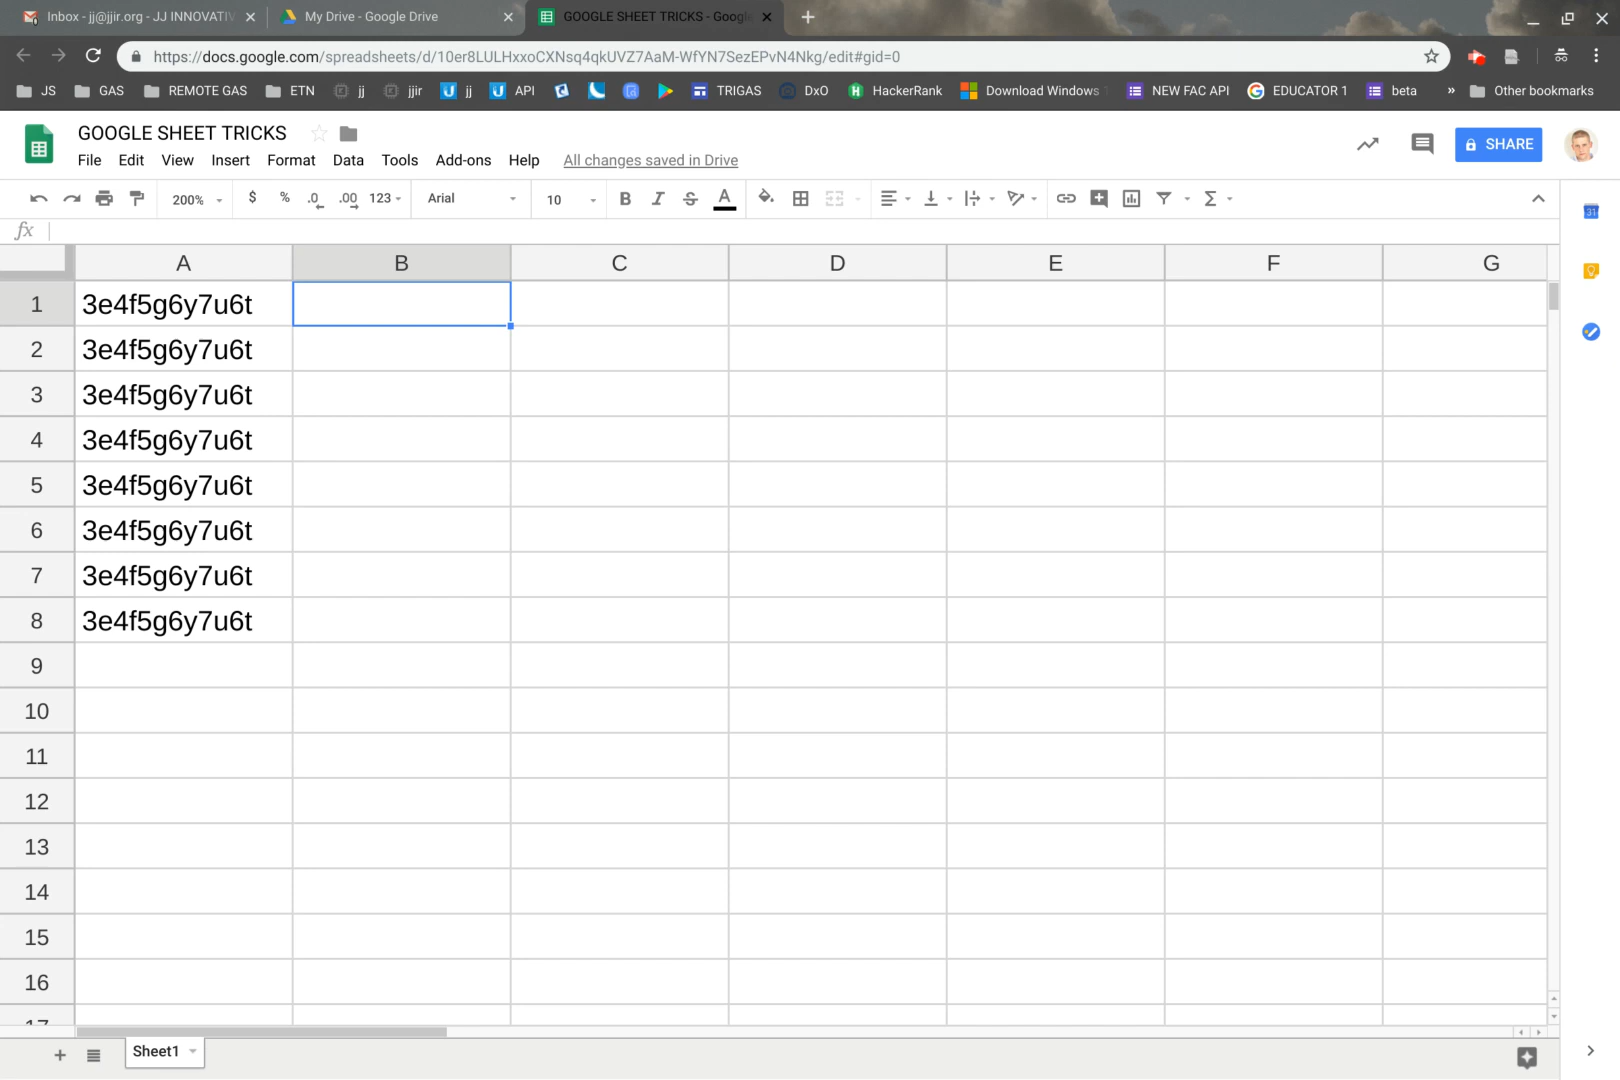 Inbox - jj@jjir.org - JJ INNOVATIV
My Drive - Google Drive
GOOGLE SHEET TRICKS - Googl
https://docs.google.com/spreadsheets/d/10er8LULHxxoCXNsq4qkUVZ7AaM-WfYN7SezEPvN4Nkg/edit#gid=0
JS GAS REMOTE GAS ETN jj jjir jj API TRIGAS DxO HackerRank Download Windows NEW FAC API EDUCATOR 1 beta » Other bookmarks
GOOGLE SHEET TRICKS
File Edit View Insert Format Data Tools Add-ons Help All changes saved in Drive
SHARE
200% $ % .0 .00 123 Arial 10 B I S A Σ
31
fx
A B C D E F G
1 3e4f5g6y7u6t
2 3e4f5g6y7u6t
3 3e4f5g6y7u6t
4 3e4f5g6y7u6t
5 3e4f5g6y7u6t
6 3e4f5g6y7u6t
7 3e4f5g6y7u6t
8 3e4f5g6y7u6t
9
10
11
12
13
14
15
16
17
Sheet1